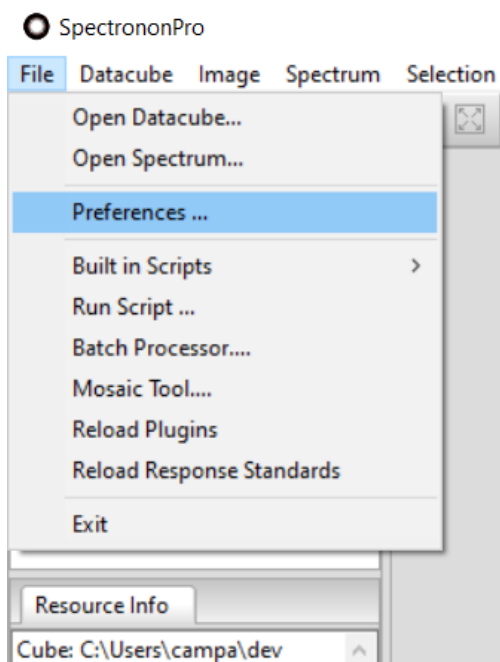 SpectrononPro
File Datacube Image Spectrum Selection
Open Datacube...
Open Spectrum...
Preferences ...
Built in Scripts
Run Script ...
Batch Processor....
Mosaic Tool....
Reload Plugins
Reload Response Standards
Exit
Resource Info
Cube: C:\Users\campa\dev